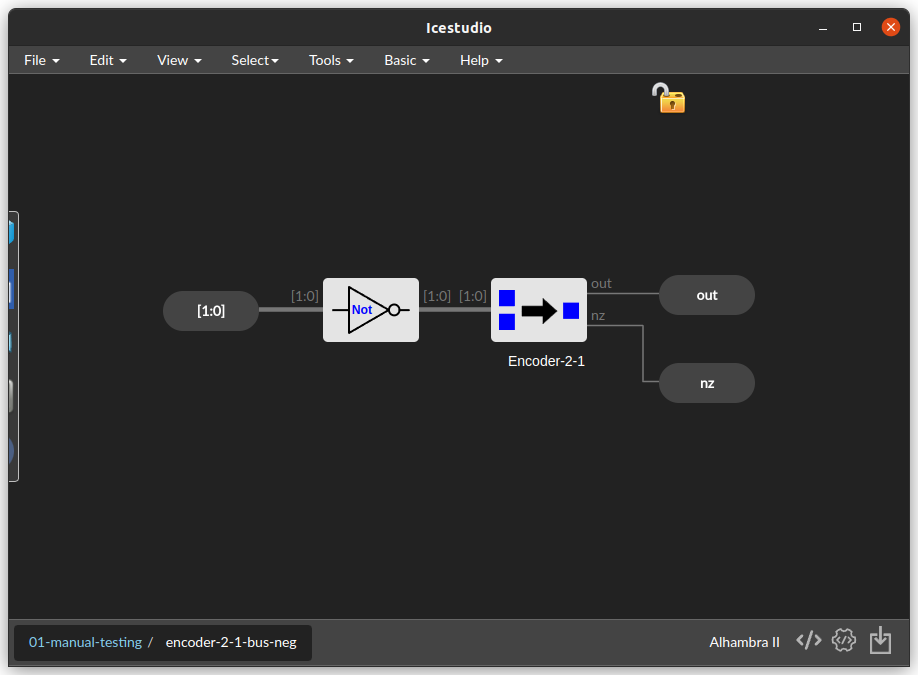 Icestudio
File Edit View Select Tools Basic Help
[1:0] [1:0] [1:0] out
[1:0] Not out
nz
Encoder-2-1
nz
01-manual-testing / encoder-2-1-bus-neg Alhambra II </>